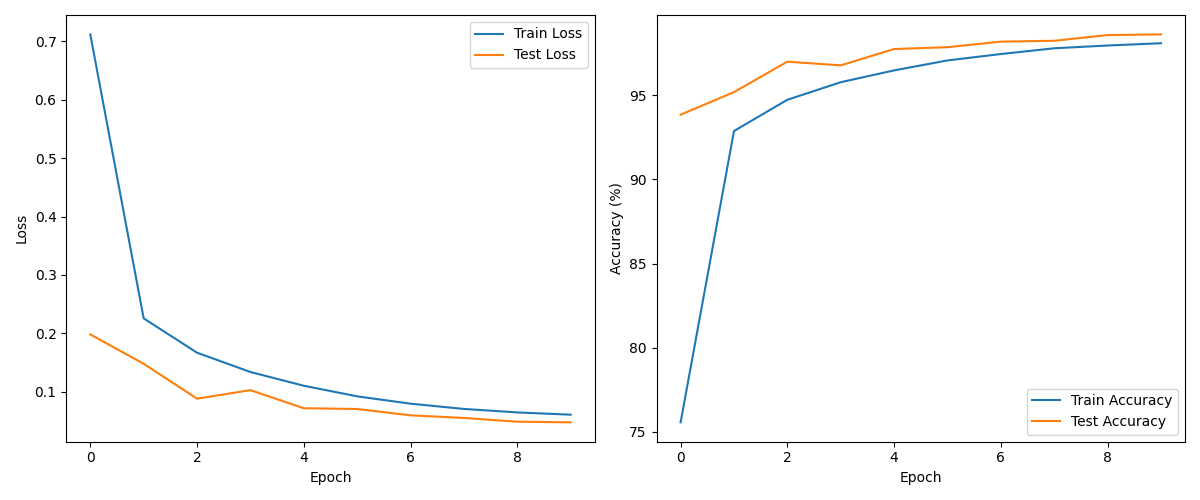 Train Loss
Test Loss
0.7
0.6
0.5
0.4
0.3
0.2
0.1
Loss
0 2 4 6 8
Epoch
95
90
85
80
75
Accuracy (%)
Train Accuracy
Test Accuracy
0 2 4 6 8
Epoch